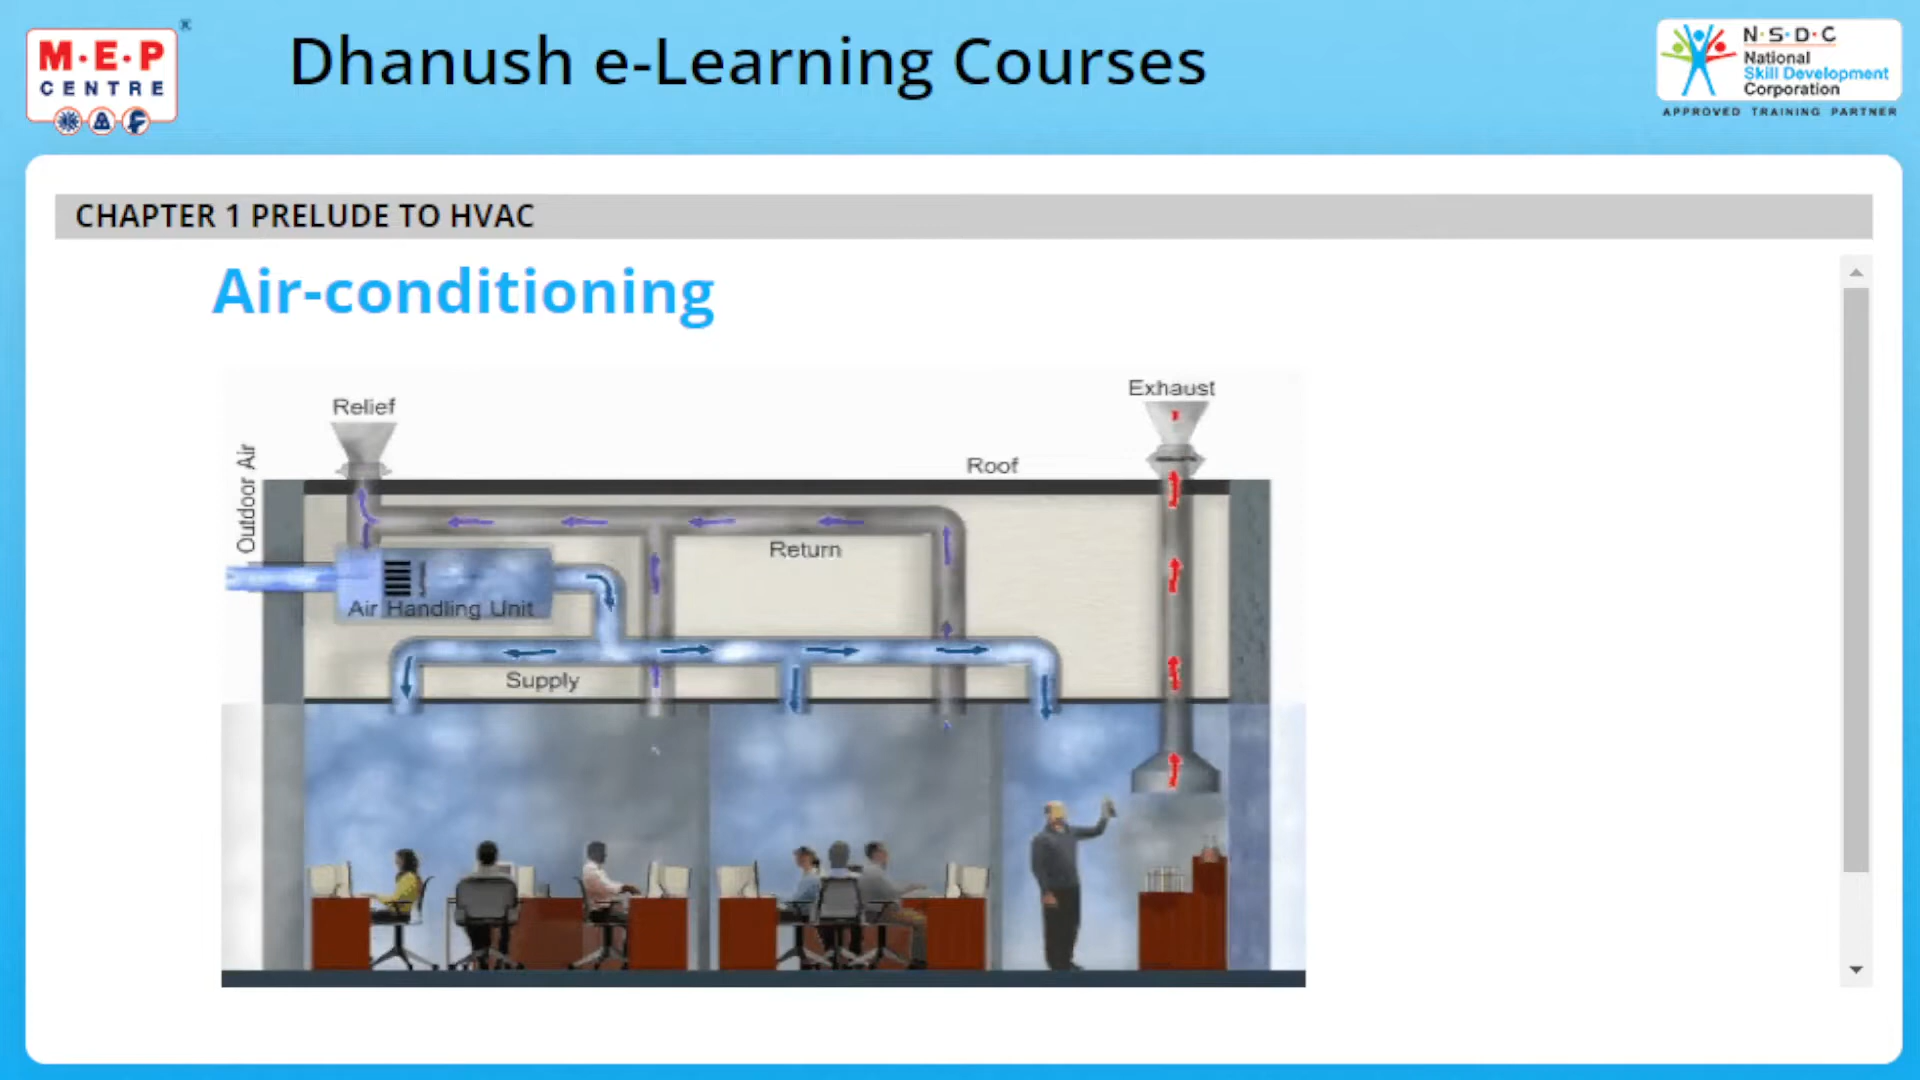 M·E·P
CENTRE
Dhanush e-Learning Courses
N·S·D·C
National
Skill Development
Corporation
APPROVED TRAINING PARTNER
CHAPTER 1 PRELUDE TO HVAC
Air-conditioning
Exhaust
Relief
Outdoor Air
Roof
Return
Air Handling Unit
Supply